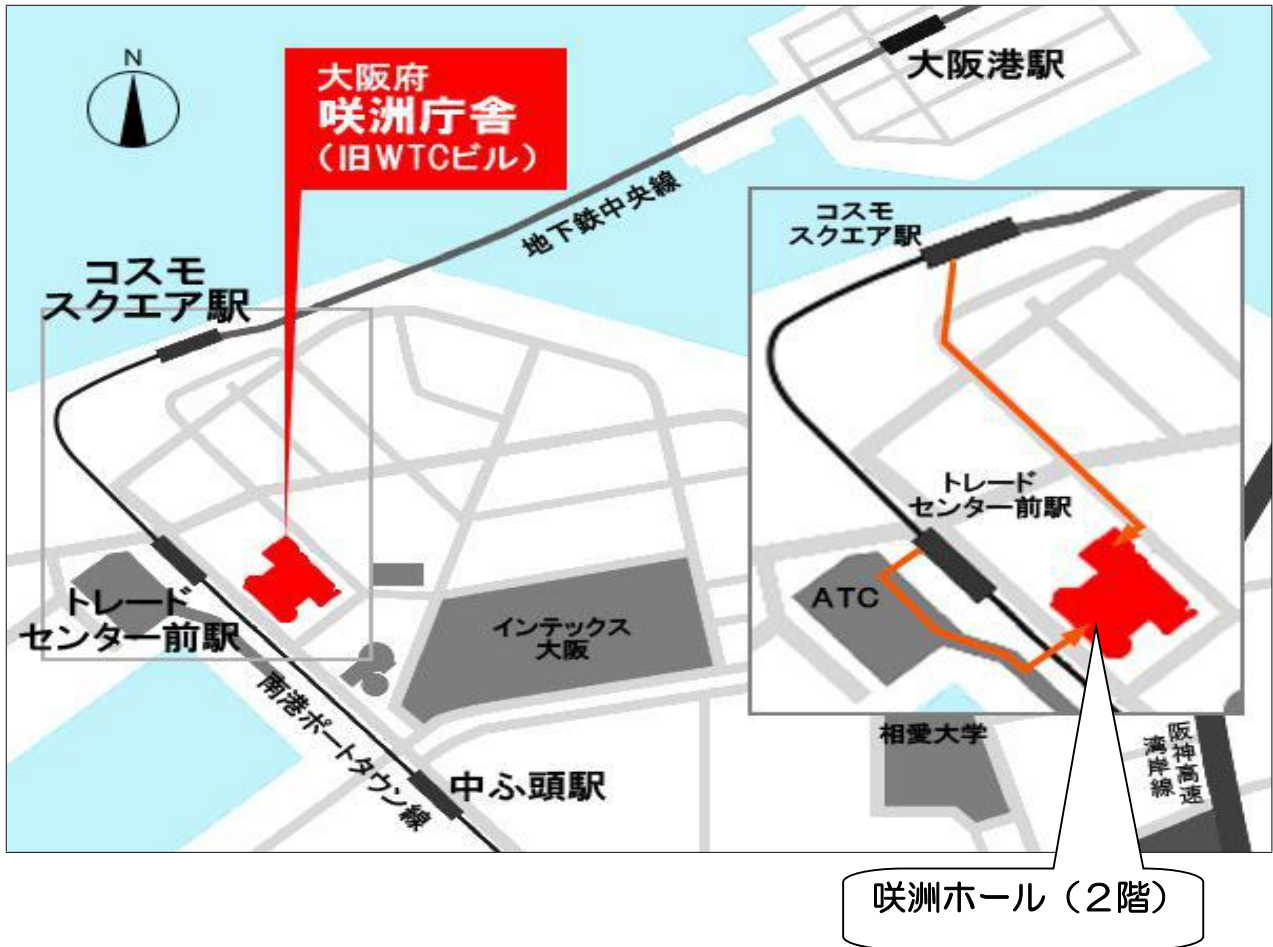 N
大阪府
咲洲庁舎
（旧WTCビル）
大阪港駅
地下鉄中央線
コスモ
スクエア駅
コスモ
スクエア駅
トレード
センター前駅
ATC
トレード
センター前駅
インテックス
大阪
南港ポートタウン線
中ふ頭駅
相愛大学
阪神高速
湾岸線
咲洲ホール（２階）